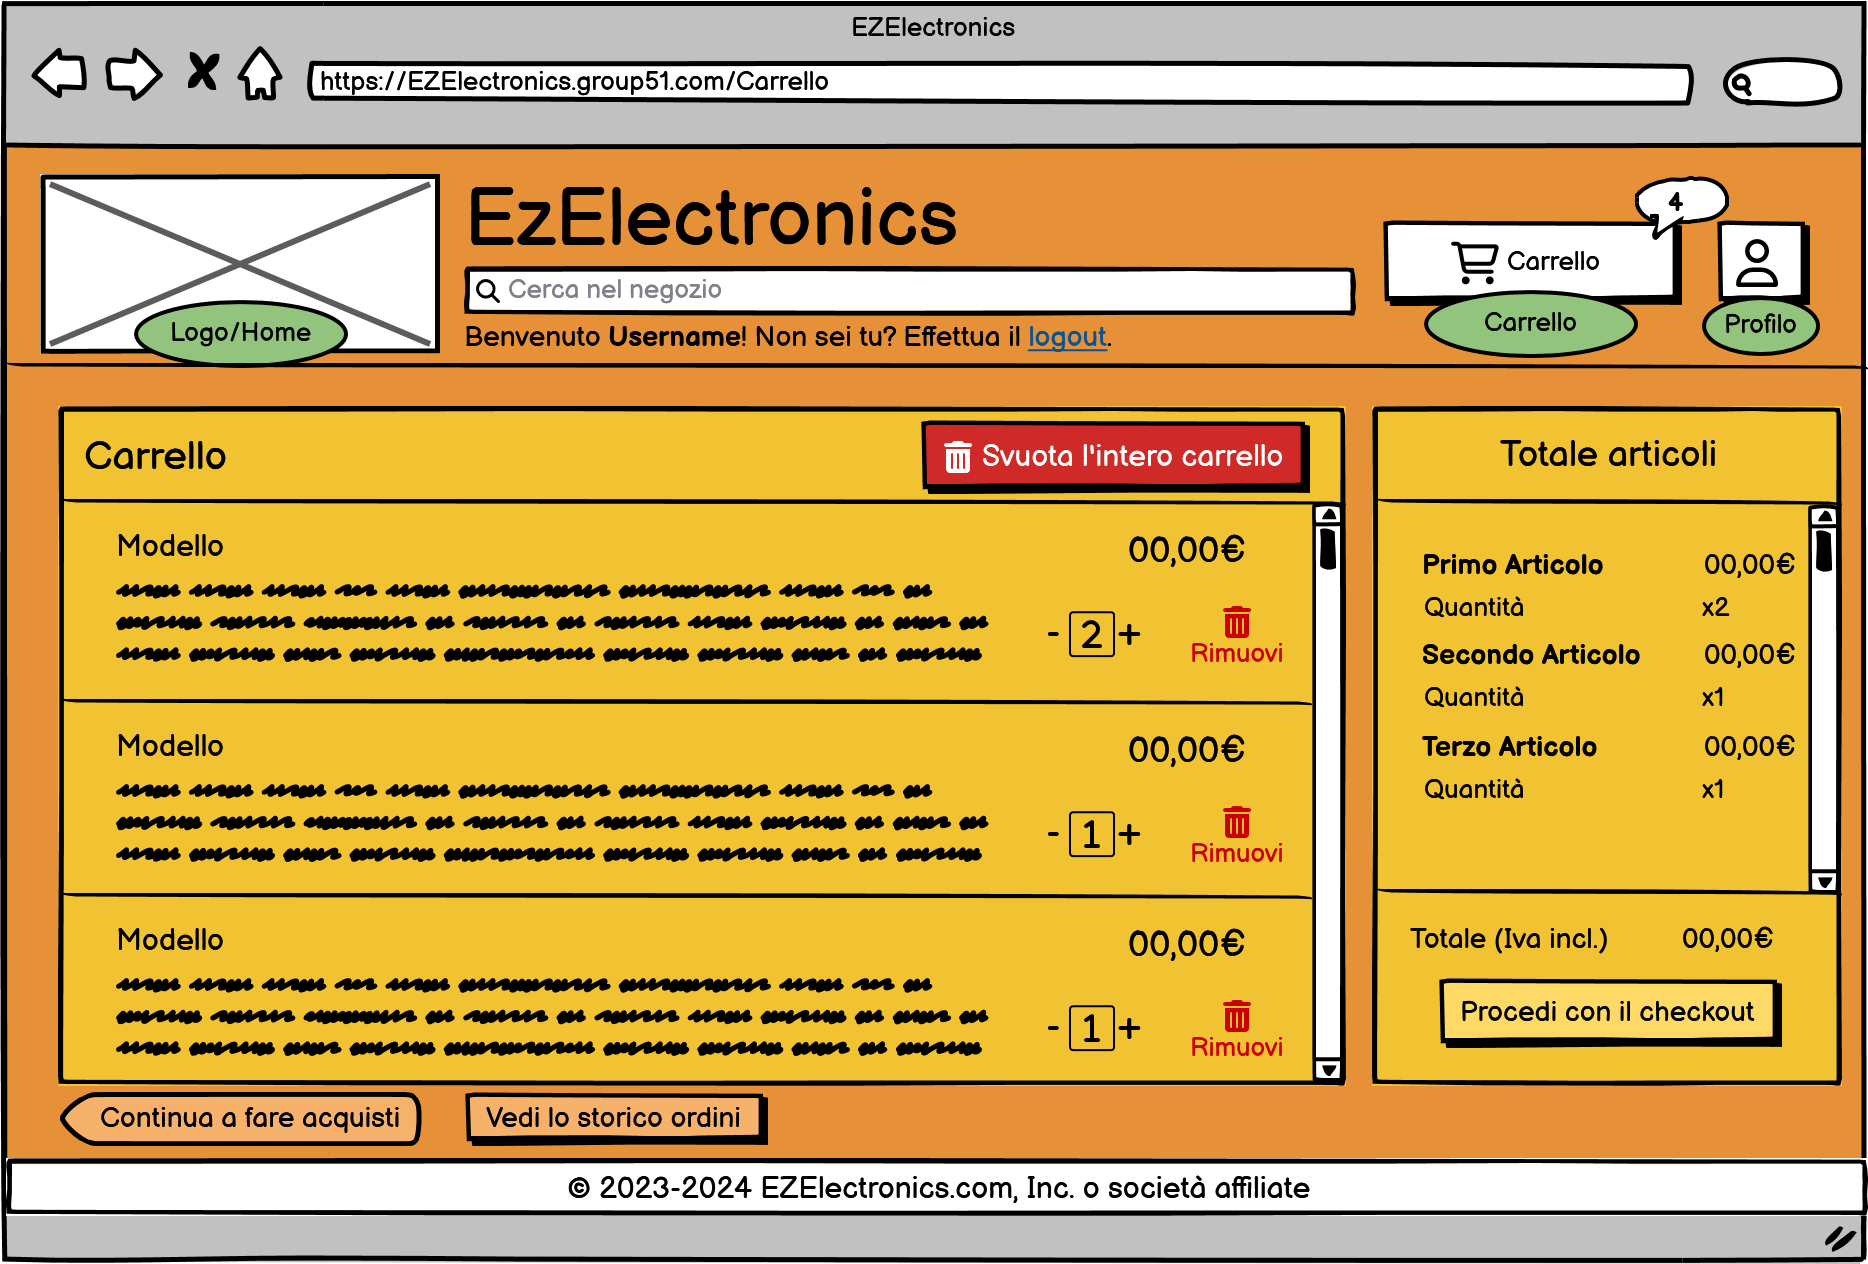 EZElectronics
https://EZElectronics.group51.com/Carrello
EzElectronics
4
Carrello
Cerca nel negozio
Logo/Home
Benvenuto Username! Non sei tu? Effettua il logout.
Carrello
Profilo
Carrello
Svuota l'intero carrello
Modello
00,00€
- 2 +
Rimuovi
Modello
00,00€
- 1 +
Rimuovi
Modello
00,00€
- 1 +
Rimuovi
Totale articoli
Primo Articolo 00,00€
Quantità x2
Secondo Articolo 00,00€
Quantità x1
Terzo Articolo 00,00€
Quantità x1
Totale (Iva incl.) 00,00€
Procedi con il checkout
Continua a fare acquisti
Vedi lo storico ordini
© 2023-2024 EZElectronics.com, Inc. o società affiliate